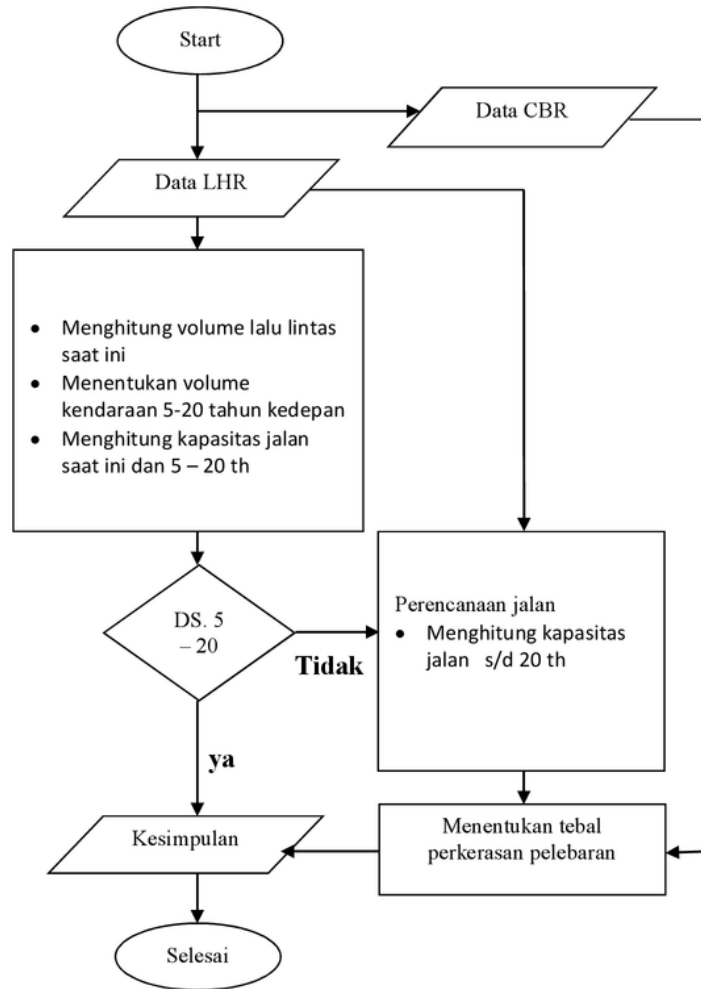 Start
Data CBR
Data LHR
• Menghitung volume lalu lintas
saat ini
• Menentukan volume
kendaraan 5-20 tahun kedepan
• Menghitung kapasitas jalan
saat ini dan 5 – 20 th
DS. 5
– 20
Tidak
Perencanaan jalan
• Menghitung kapasitas
jalan s/d 20 th
ya
Kesimpulan
Menentukan tebal
perkerasan pelebaran
Selesai